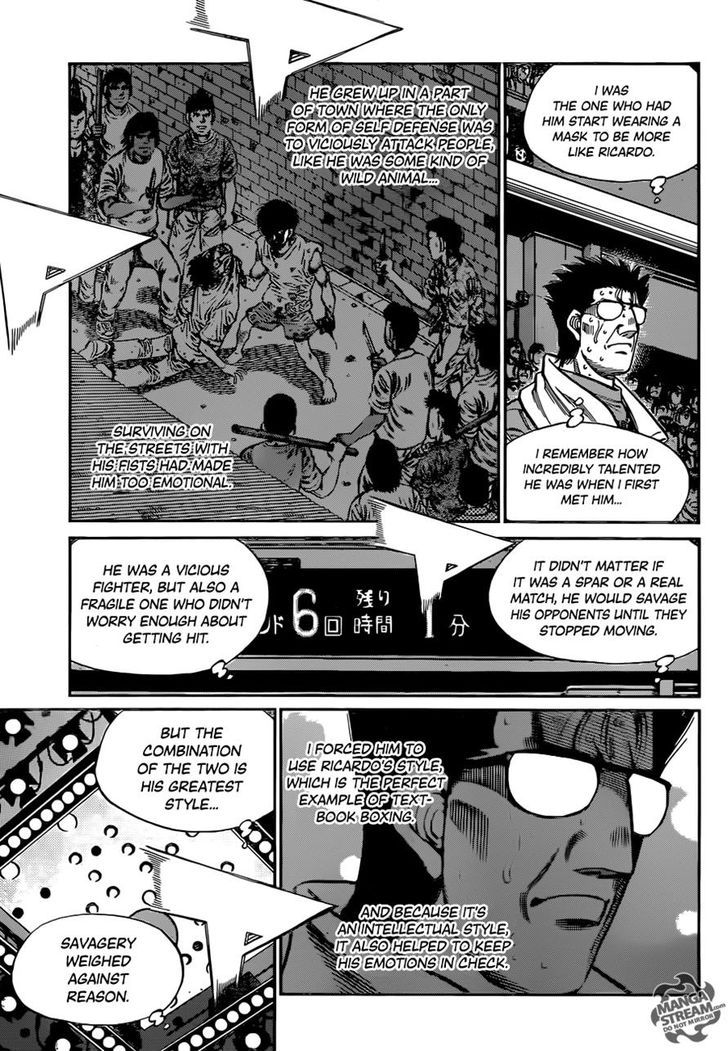 I WAS
THE ONE WHO HAD
HIM START WEARING A
MASK TO BE MORE
LIKE RICARDO.
I REMEMBER HOW
INCREDIBLY TALENTED
HE WAS WHEN I FIRST
MET HIM...
HE GREW UP IN A PART
OF TOWN WHERE THE ONLY
FORM OF SELF DEFENSE WAS
TO VICIOUSLY ATTACK PEOPLE,
LIKE HE WAS SOME KIND OF
WILD ANIMAL...
SURVIVING ON
THE STREETS WITH
HIS FISTS HAD MADE
HIM TOO EMOTIONAL.
IT DIDN'T MATTER IF
IT WAS A SPAR OR A REAL
MATCH, HE WOULD SAVAGE
HIS OPPONENTS UNTIL THEY
STOPPED MOVING.
ド6回 残り時間 1分
HE WAS A VICIOUS
FIGHTER, BUT ALSO A
FRAGILE ONE WHO DIDN'T
WORRY ENOUGH ABOUT
GETTING HIT.
I FORCED HIM TO
USE RICARDO'S STYLE,
WHICH IS THE PERFECT
EXAMPLE OF TEXT-
BOOK BOXING.
AND BECAUSE IT'S
AN INTELLECTUAL STYLE,
IT ALSO HELPED TO KEEP
HIS EMOTIONS IN CHECK.
BUT THE
COMBINATION
OF THE TWO IS
HIS GREATEST
STYLE...
SAVAGERY
WEIGHED
AGAINST
REASON.
MANGA
STREAM.COM
DO NOT MIRROR